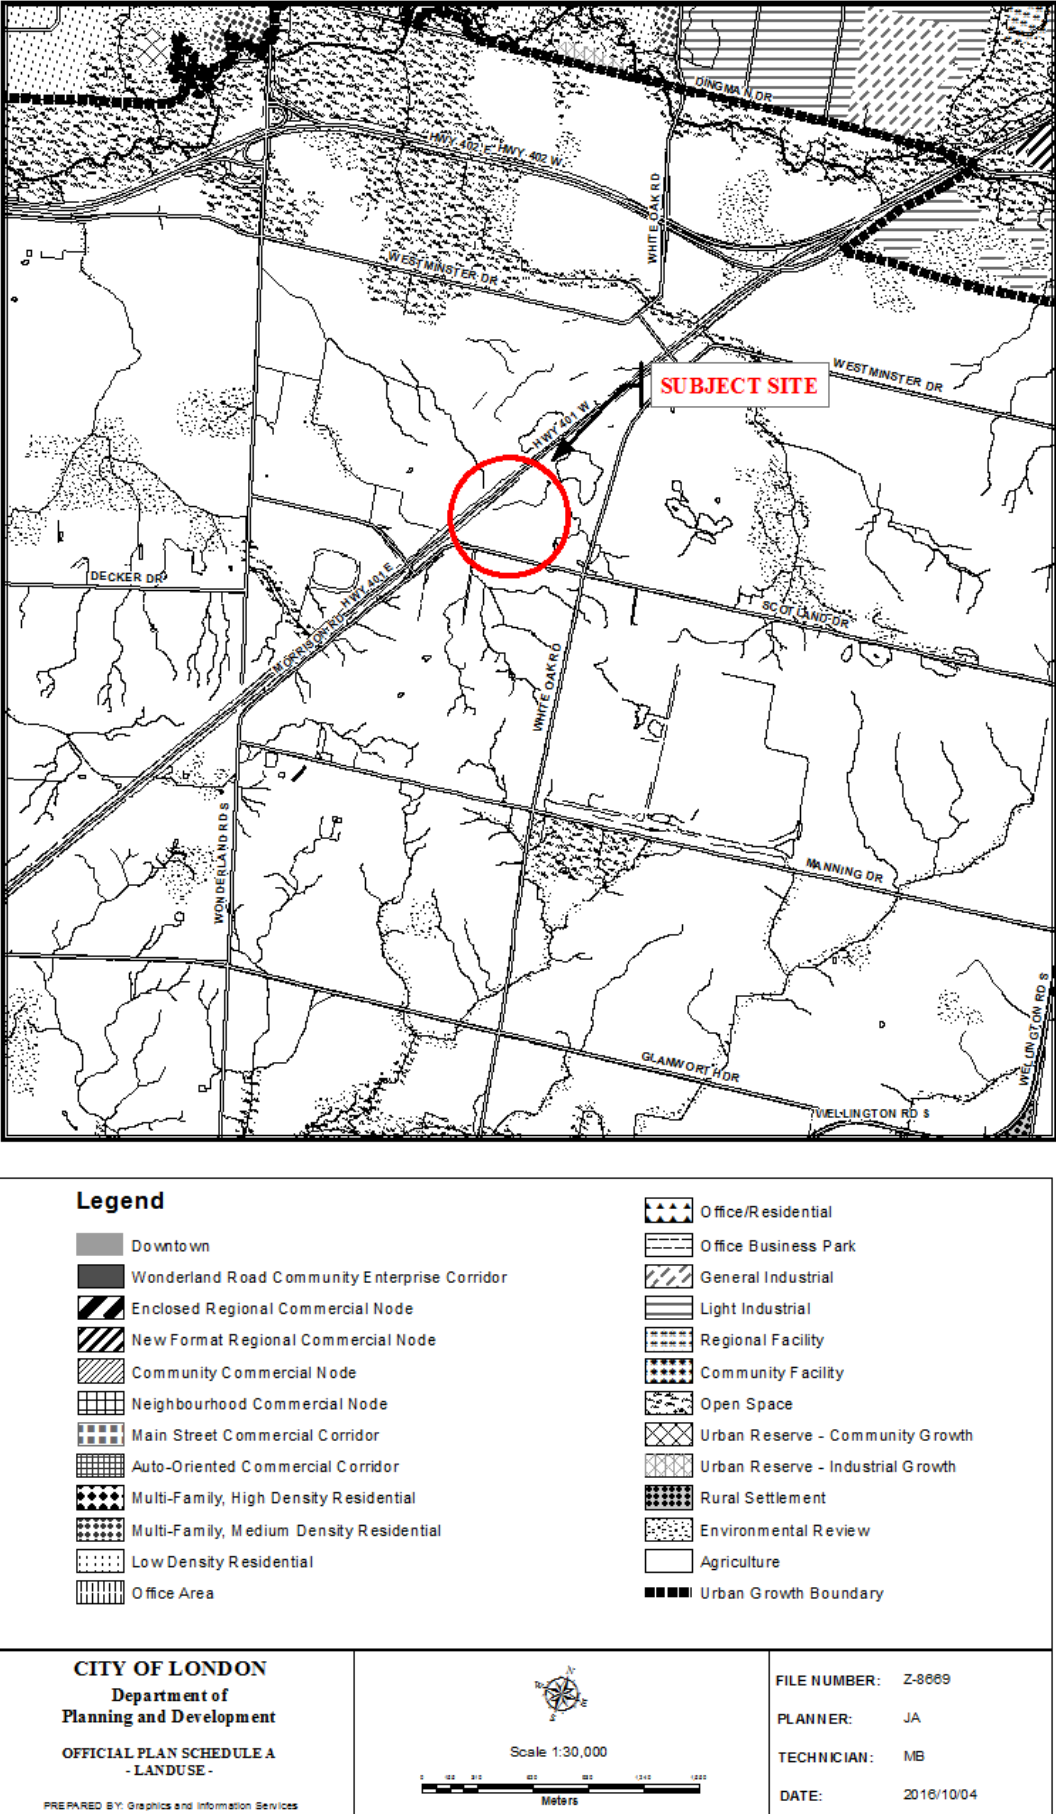 DINGMAN DR
HWY 402 E HWY 402 W
WHITE OAK RD
WESTMINSTER DR
WESTMINSTER DR
SUBJECT SITE
HWY 401 W
DECKER DR
HWY 401 E
MORRISON RD
SCOTLAND DR
WHITE OAK RD
WONDERLAND RD S
MANNING DR
WELLINGTON RD S
GLANWORTH DR
WELLINGTON RD S
Legend
Downtown
Wonderland Road Community Enterprise Corridor
Enclosed Regional Commercial Node
New Format Regional Commercial Node
Community Commercial Node
Neighbourhood Commercial Node
Main Street Commercial Corridor
Auto-Oriented Commercial Corridor
Multi-Family, High Density Residential
Multi-Family, Medium Density Residential
Low Density Residential
Office Area
Office/Residential
Office Business Park
General Industrial
Light Industrial
Regional Facility
Community Facility
Open Space
Urban Reserve - Community Growth
Urban Reserve - Industrial Growth
Rural Settlement
Environmental Review
Agriculture
Urban Growth Boundary
CITY OF LONDON
Department of
Planning and Development
OFFICIAL PLAN SCHEDULE A
- LANDUSE -
PREPARED BY: Graphics and Information Services
N
W
E
S
Scale 1:30,000
Meters
FILE NUMBER: Z-8669
PLANNER: JA
TECHNICIAN: MB
DATE: 2016/10/04